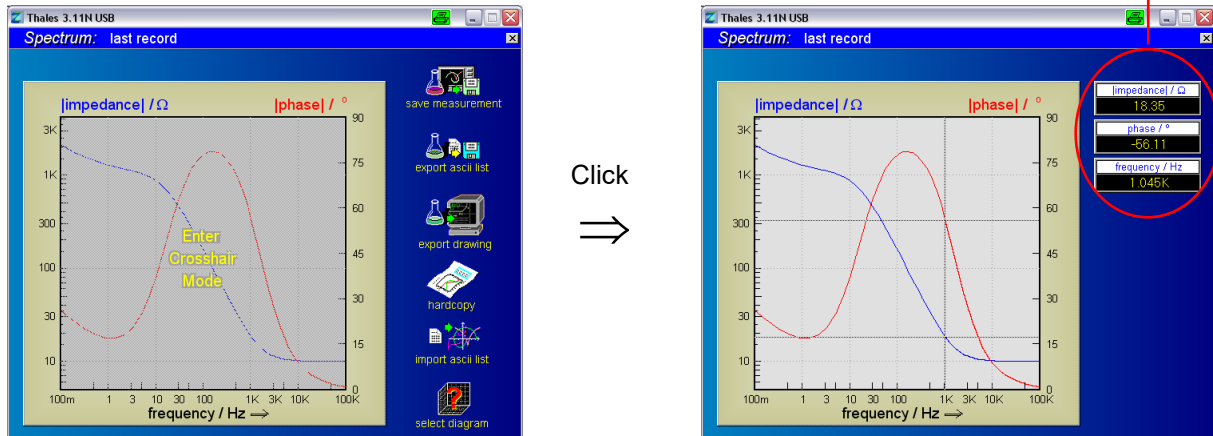 Thales 3.11N USB
Spectrum: last record
|impedance| / Ω
|phase| / °
3K
1K
300
100
30
10
90
75
60
45
30
15
0
100m
1
3
10
30
100
1K
3K
10K
100K
frequency / Hz
Enter
Crosshair
Mode
save measurement
export ascii list
export drawing
hardcopy
import ascii list
select diagram
Click
Thales 3.11N USB
Spectrum: last record
|impedance| / Ω
|phase| / °
3K
1K
300
100
30
10
90
75
60
45
30
15
0
100m
1
3
10
30
100
1K
3K
10K
100K
frequency / Hz
|impedance| / Ω
18.35
phase / °
-56.11
frequency / Hz
1.045K